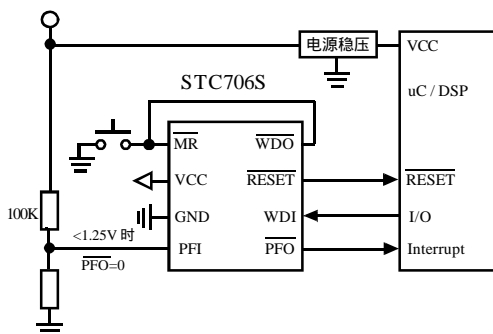 电源稳压
VCC
STC706S
uC / DSP
MR
WDO
VCC
RESET
RESET
100K
GND
WDI
I/O
<1.25V 时
PFI
PFO
Interrupt
PFO=0